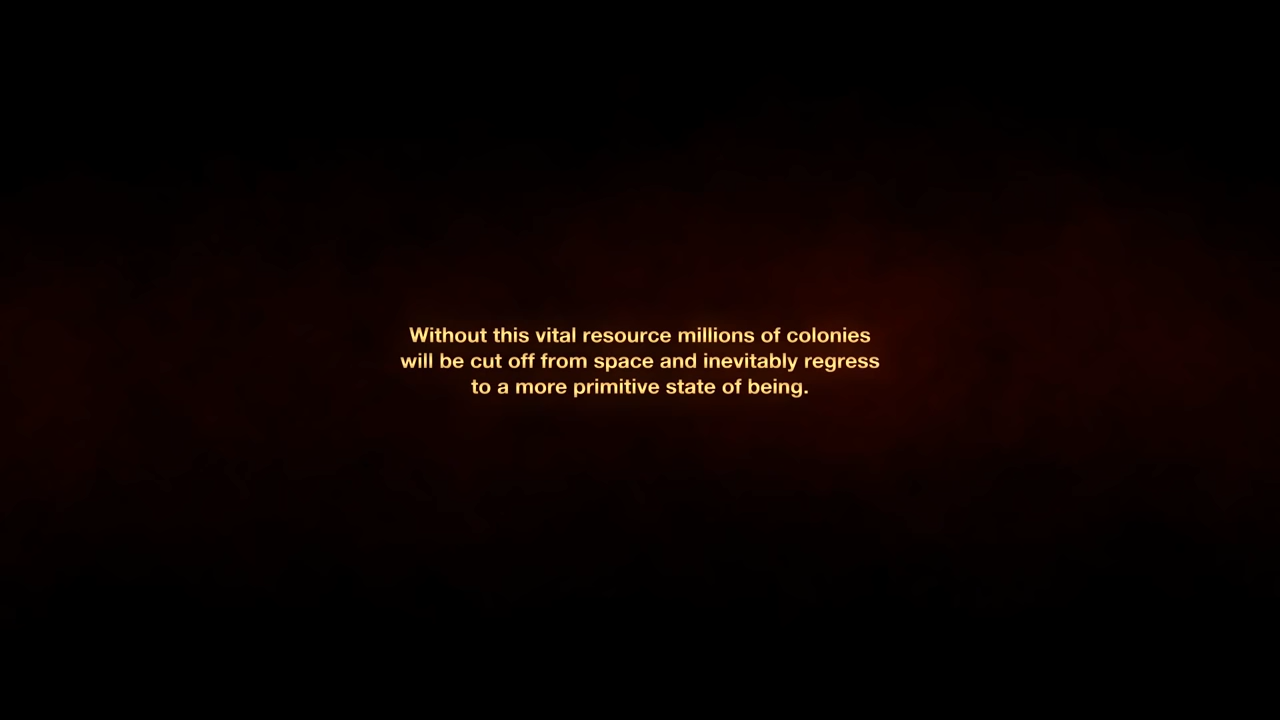 Without this vital resource millions of colonies
will be cut off from space and inevitably regress
to a more primitive state of being.